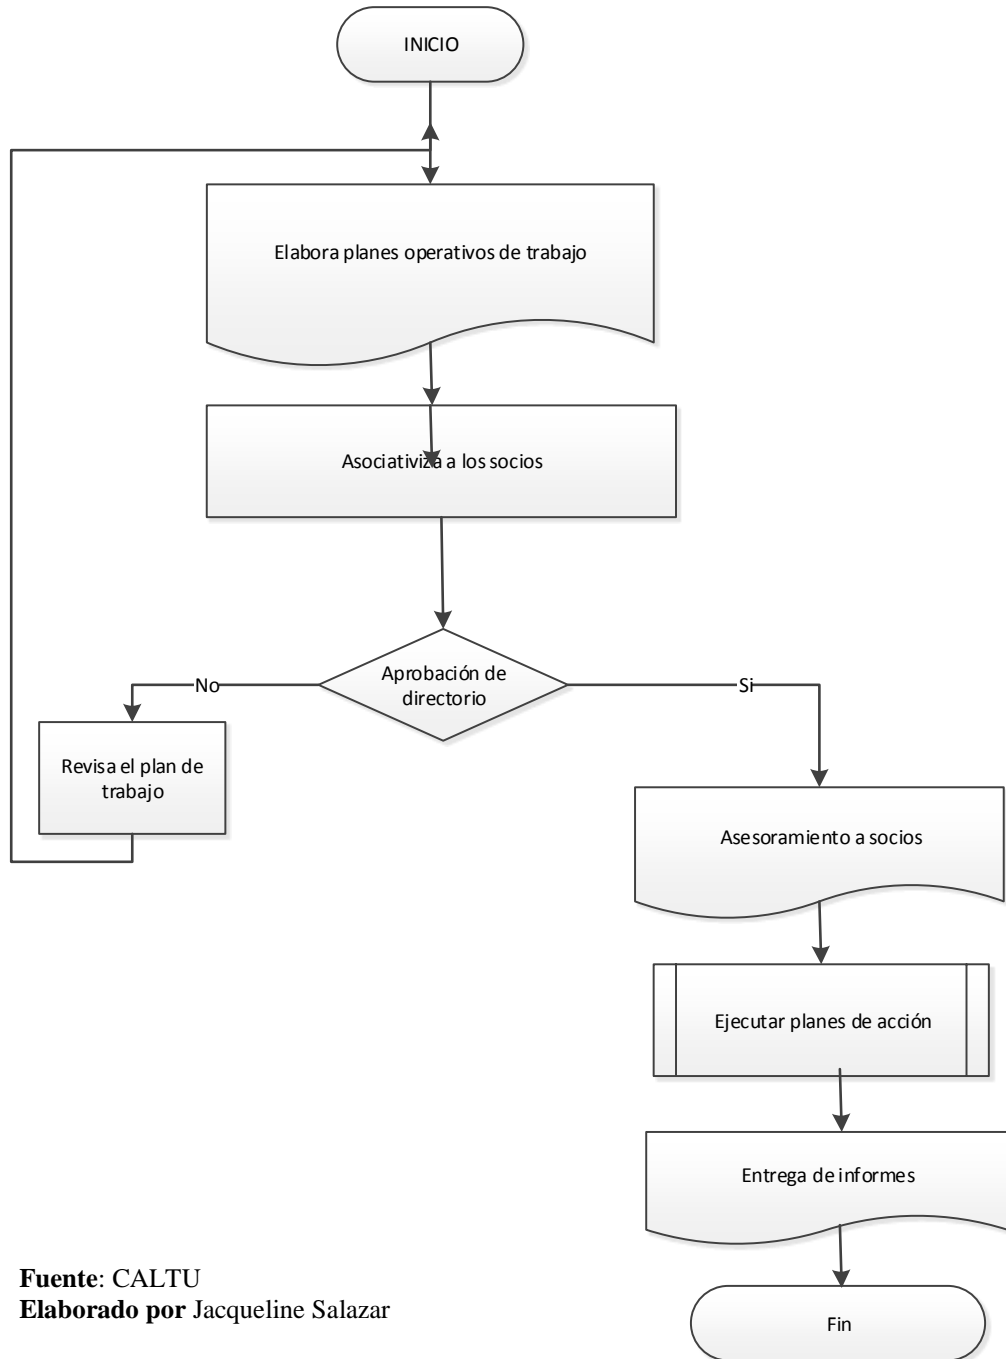 INICIO
Elabora planes operativos de trabajo
Asociativiza a los socios
Aprobación de
directorio
No
Si
Revisa el plan de
trabajo
Asesoramiento a socios
Ejecutar planes de acción
Entrega de informes
Fin
Fuente: CALTU
Elaborado por Jacqueline Salazar